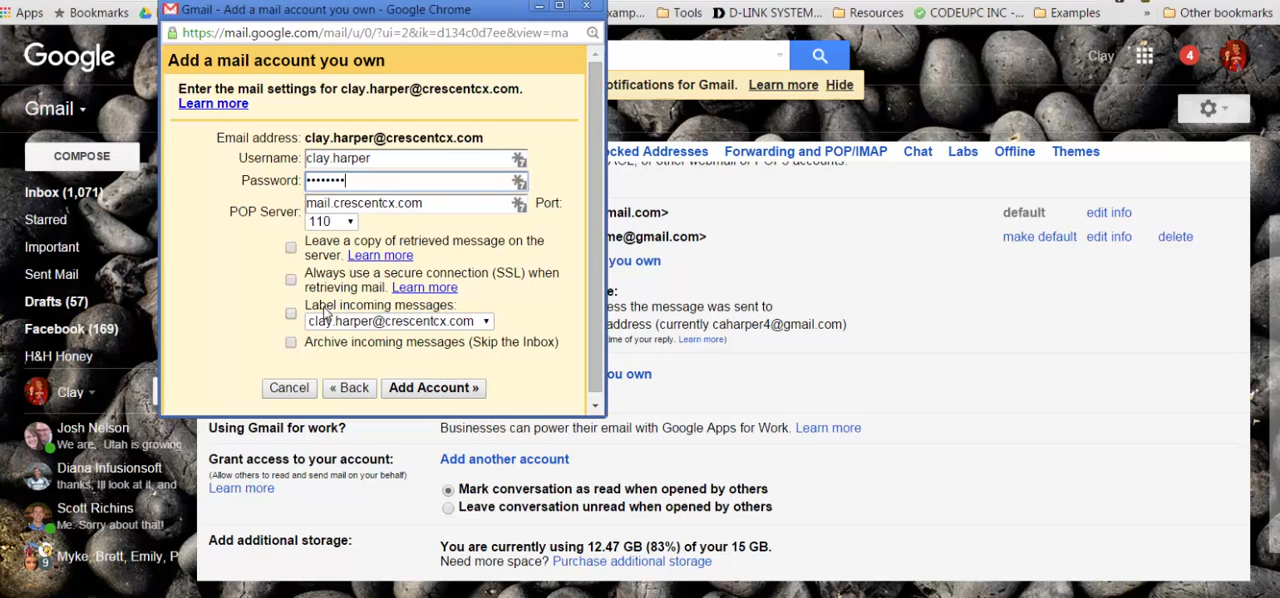 Gmail - Add a mail account you own - Google Chrome
https://mail.google.com/mail/u/0/?ui=2&ik=d134c0d7ee&view=ma
Apps
Bookmarks
Tools
D-LINK SYSTEM...
Resources
CODEUPC INC -...
Examples
»
Other bookmarks
Google
Clay
4
Gmail
otifications for Gmail. Learn more Hide
COMPOSE
Inbox (1,071)
Starred
Important
Sent Mail
Drafts (57)
Facebook (169)
H&H Honey
Clay
Josh Nelson
We are. Utah is growing
Diana Infusionsoft
thanks, Ill look at it, and
Scott Richins
Me: Sorry about that!
Myke, Brett, Emily, P
9
Add a mail account you own
Enter the mail settings for clay.harper@crescentcx.com.
Learn more
Email address: clay.harper@crescentcx.com
Username: clay.harper
Password: ••••••••
POP Server: mail.crescentcx.com Port:
110
Leave a copy of retrieved message on the
server. Learn more
Always use a secure connection (SSL) when
retrieving mail. Learn more
Label incoming messages:
clay.harper@crescentcx.com
Archive incoming messages (Skip the Inbox)
Cancel
« Back
Add Account »
ocked Addresses Forwarding and POP/IMAP Chat Labs Offline Themes
mail.com> default edit info
me@gmail.com> make default edit info delete
you own
e:
ess the message was sent to
address (currently caharper4@gmail.com)
time of your reply. Learn more)
ou own
Using Gmail for work? Businesses can power their email with Google Apps for Work. Learn more
Grant access to your account: Add another account
(Allow others to read and send mail on your behalf)
Learn more
Mark conversation as read when opened by others
Leave conversation unread when opened by others
Add additional storage: You are currently using 12.47 GB (83%) of your 15 GB.
Need more space? Purchase additional storage